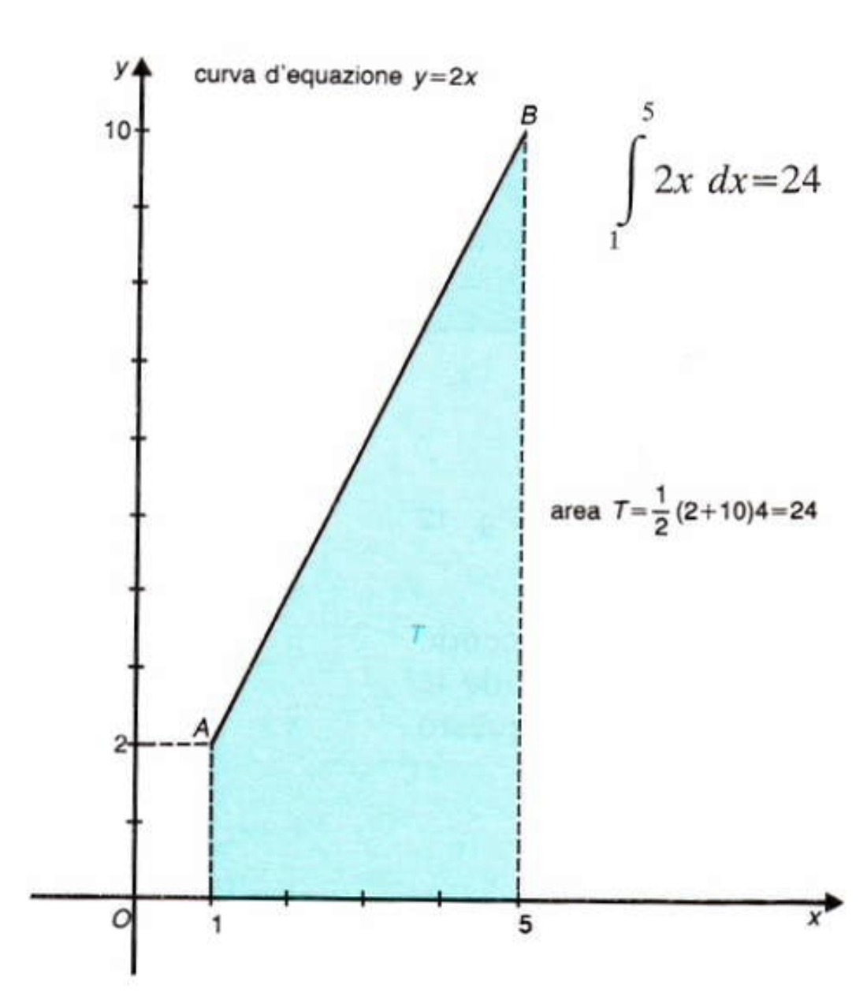 y
curva d'equazione y=2x
B
10
5
∫ 2x dx=24
1
area T=1/2 (2+10)4=24
T
A
2
O
1
5
x